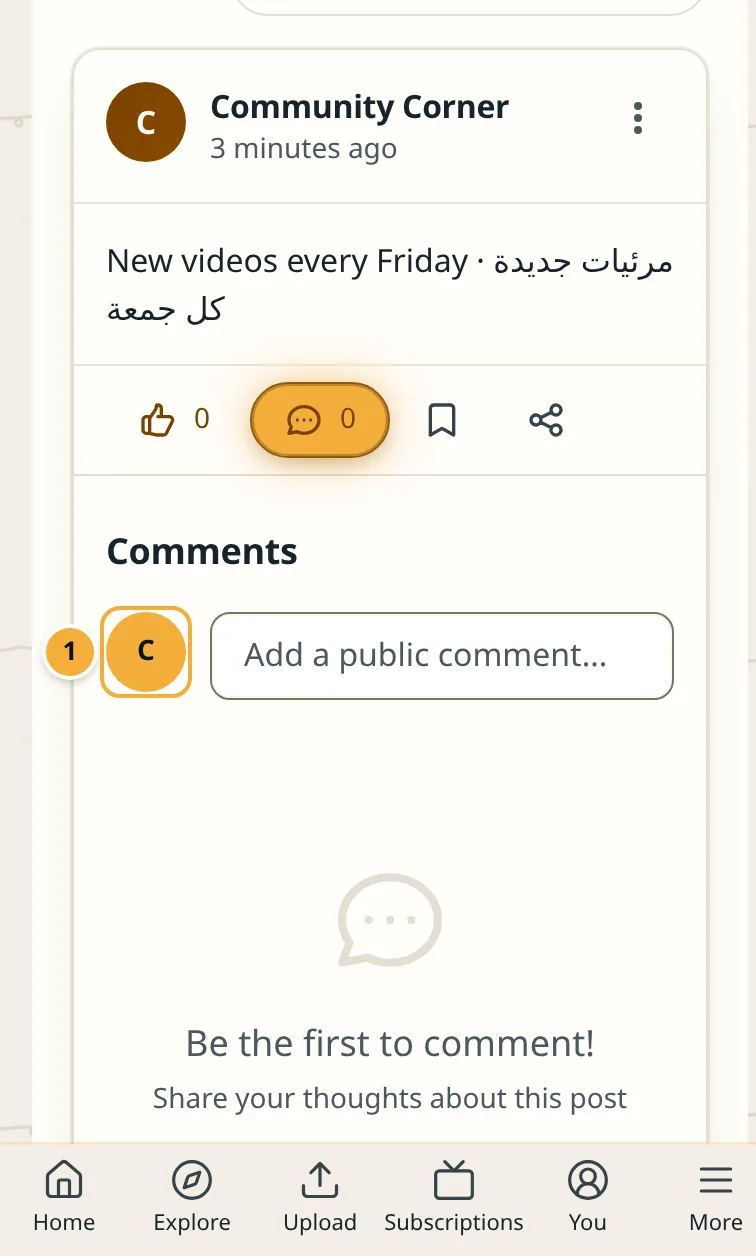 C
Community Corner
3 minutes ago
New videos every Friday · مرئيات جديدة
كل جمعة
0
0
Comments
1
C
Add a public comment...
Be the first to comment!
Share your thoughts about this post
Home
Explore
Upload
Subscriptions
You
More